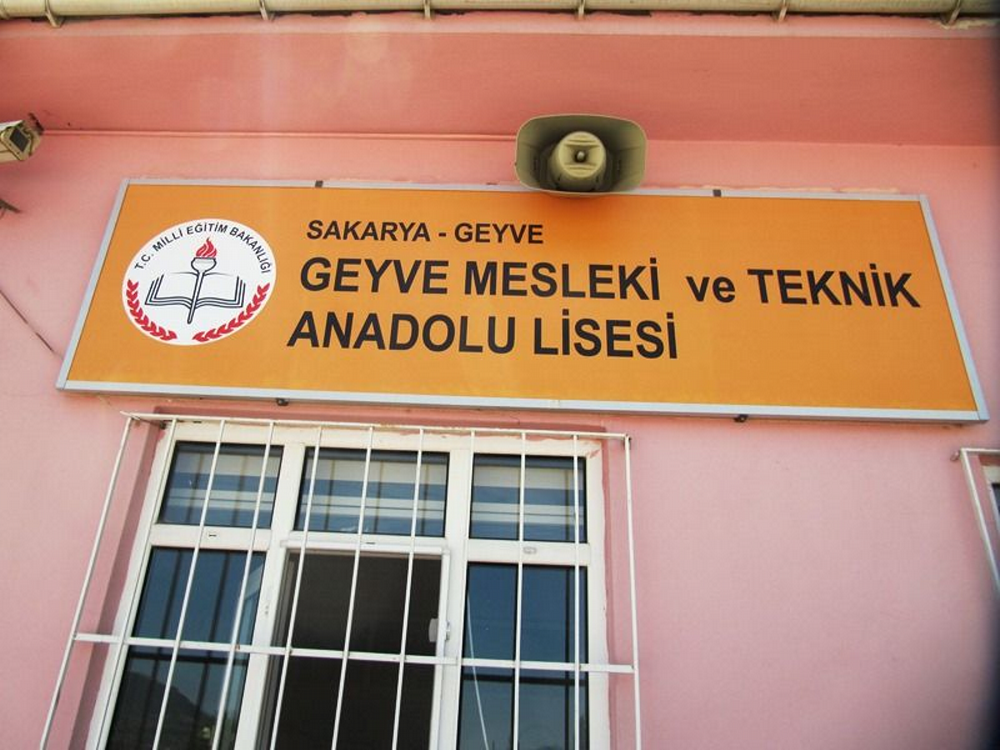 T.C. MİLLİ EĞİTİM BAKANLIĞI
SAKARYA - GEYVE
GEYVE MESLEKİ ve TEKNİK
ANADOLU LİSESİ